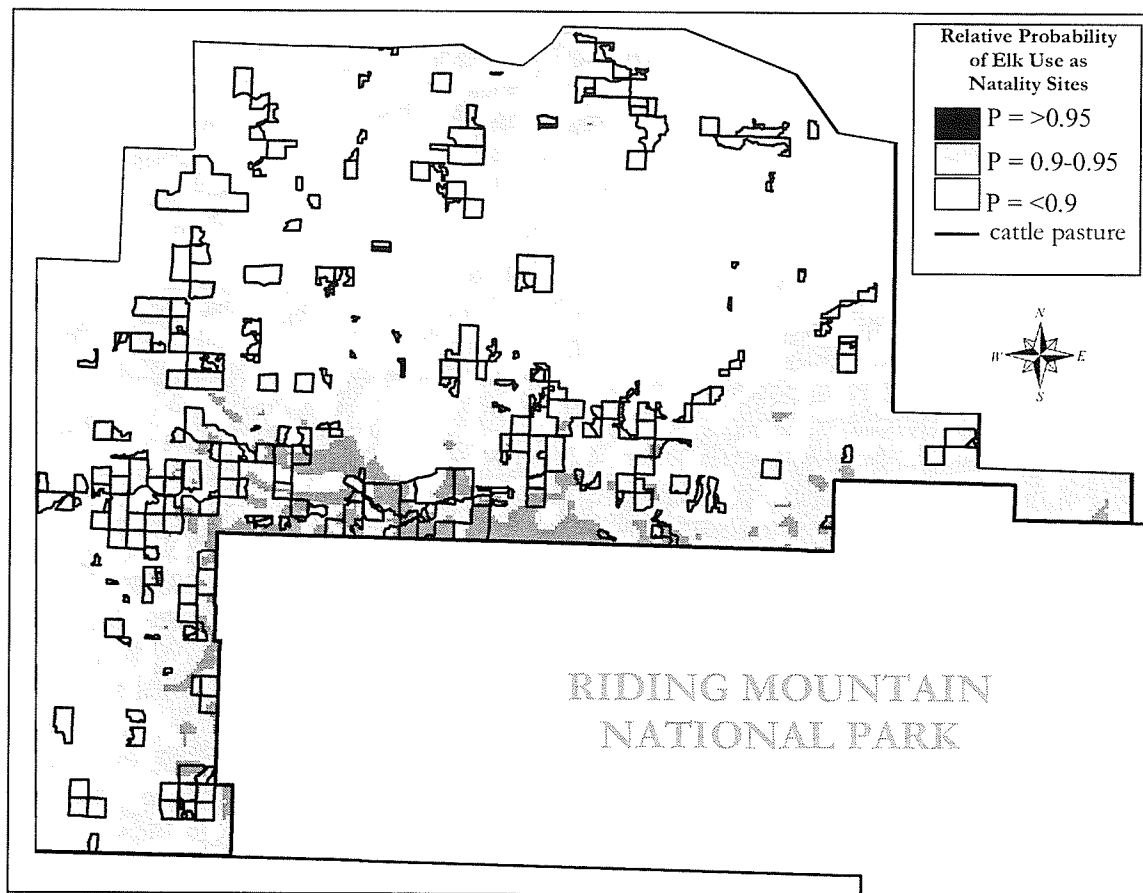 Relative Probability
of Elk Use as
Natality Sites
P = >0.95
P = 0.9-0.95
P = <0.9
cattle pasture
N
W E
S
RIDING MOUNTAIN
NATIONAL PARK